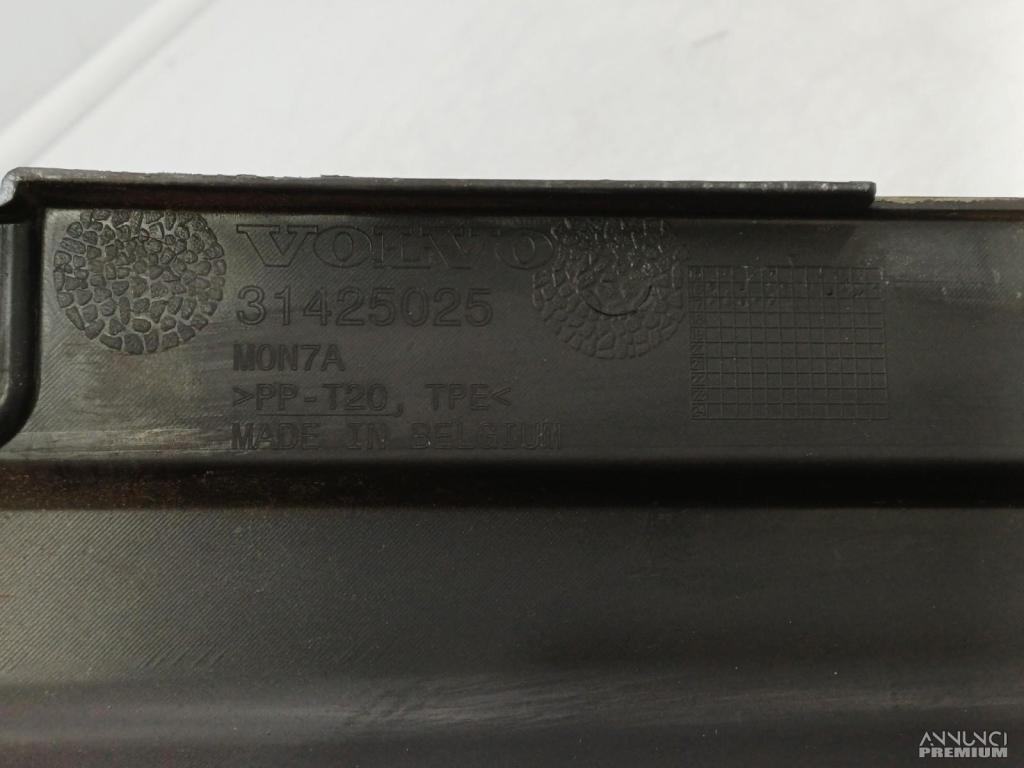 VOLVO
31425025
MON7A
>PP-T20, TPE<
MADE IN BELGIUM
ANNUNCI
PREMIUM